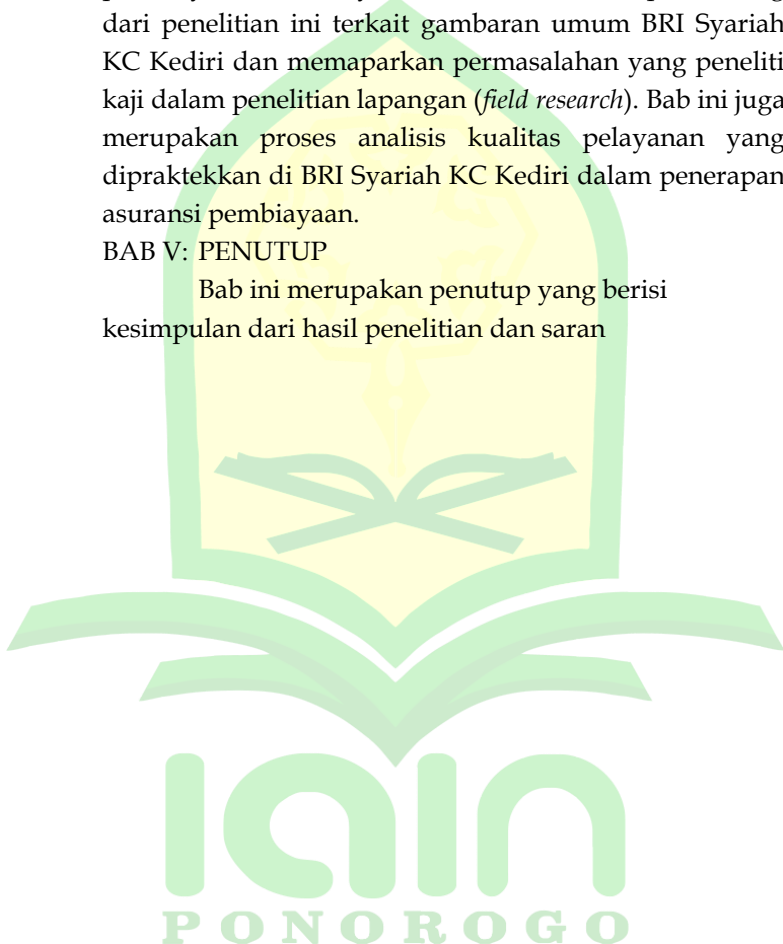 dari penelitian ini terkait gambaran umum BRI Syariah
KC Kediri dan memaparkan permasalahan yang peneliti
kaji dalam penelitian lapangan (field research). Bab ini juga
merupakan proses analisis kualitas pelayanan yang
dipraktekkan di BRI Syariah KC Kediri dalam penerapan
asuransi pembiayaan.
BAB V: PENUTUP
Bab ini merupakan penutup yang berisi
kesimpulan dari hasil penelitian dan saran
iain
PONOROGO